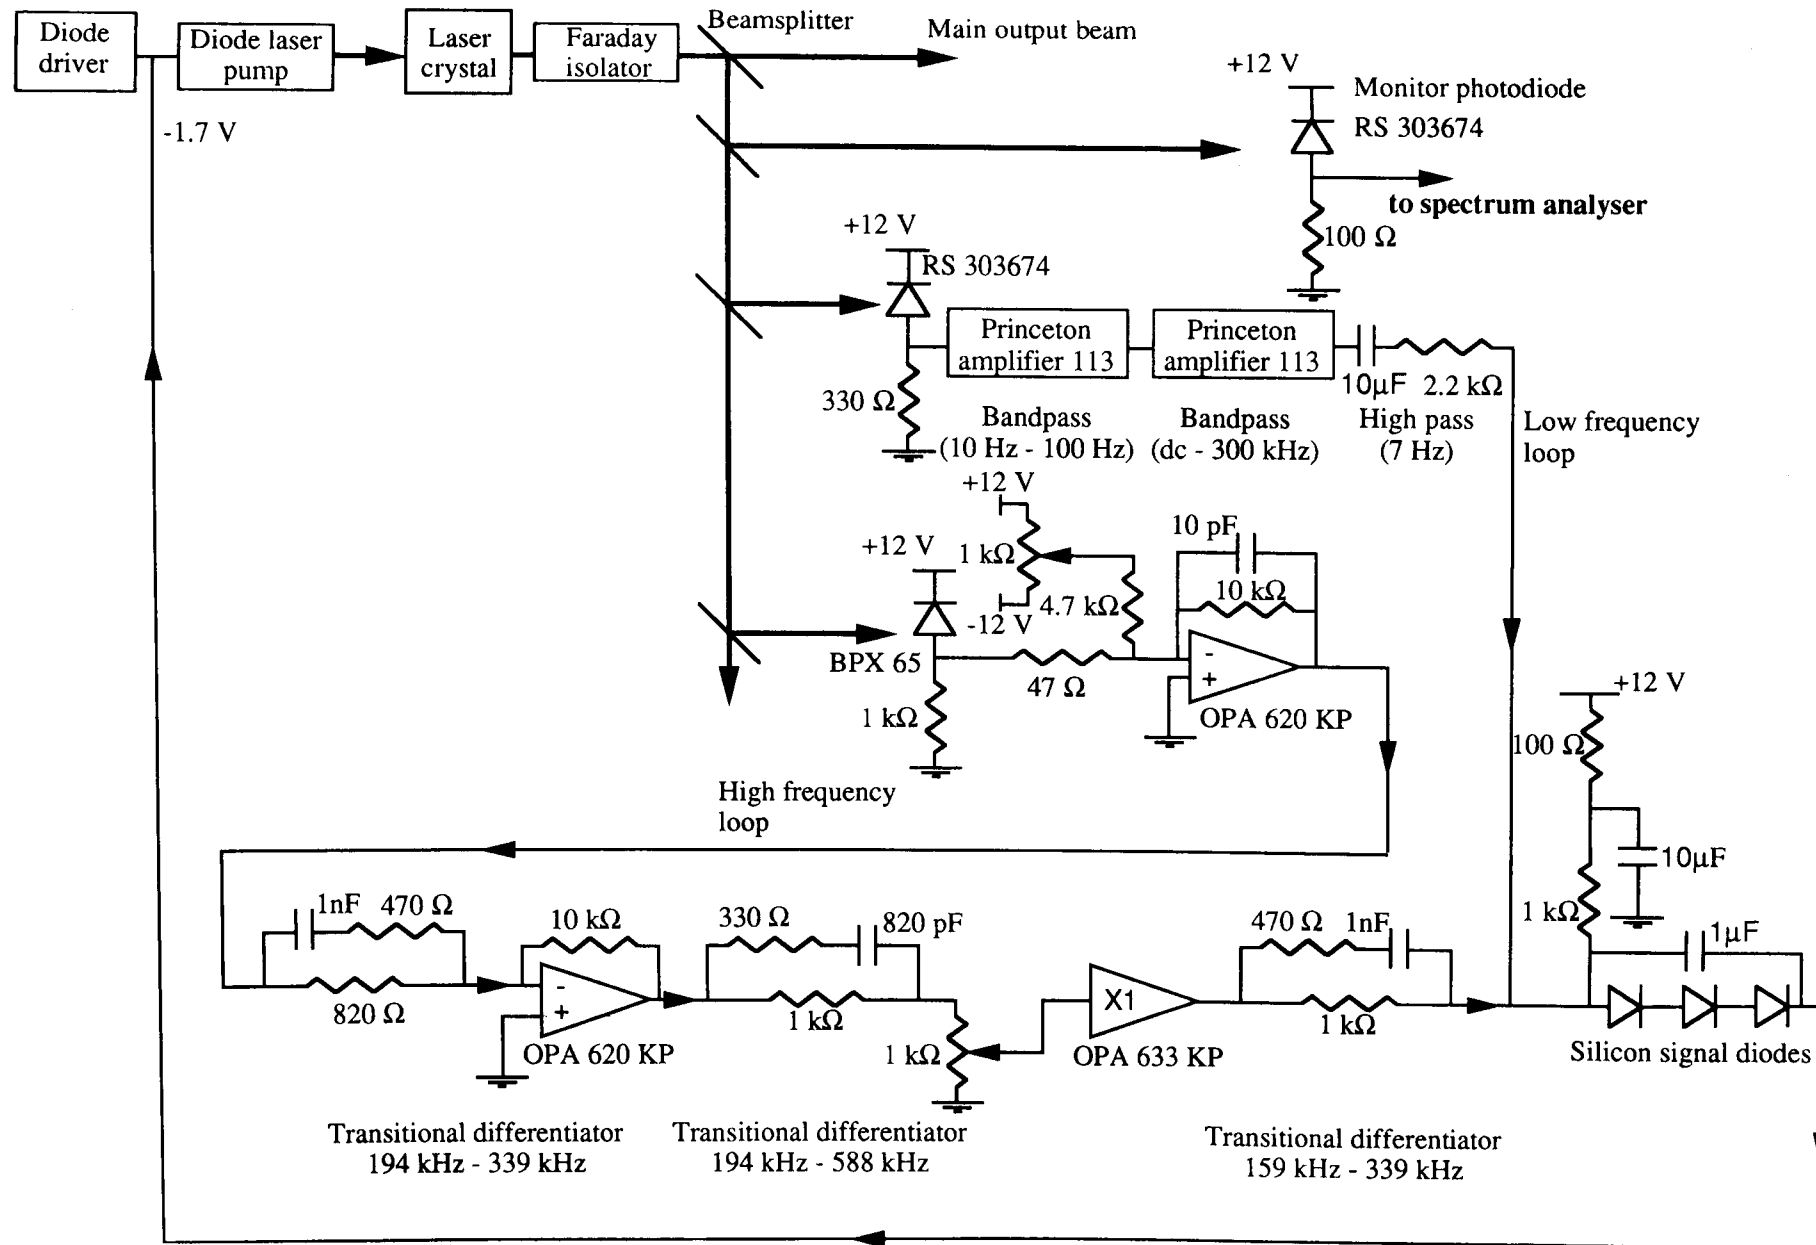 Diode
driver
Diode laser
pump
Laser
crystal
Faraday
isolator
Beamsplitter
Main output beam
-1.7 V
+12 V
Monitor photodiode
RS 303674
to spectrum analyser
100 Ω
+12 V
RS 303674
330 Ω
Princeton
amplifier 113
Princeton
amplifier 113
10µF
2.2 kΩ
Bandpass
(10 Hz - 100 Hz)
Bandpass
(dc - 300 kHz)
High pass
(7 Hz)
Low frequency
loop
+12 V
1 kΩ
-12 V
4.7 kΩ
10 pF
10 kΩ
+12 V
BPX 65
1 kΩ
47 Ω
-
+
OPA 620 KP
High frequency
loop
+12 V
100 Ω
10µF
1 kΩ
1µF
1nF
470 Ω
820 Ω
10 kΩ
-
+
OPA 620 KP
330 Ω
820 pF
1 kΩ
1 kΩ
X1
OPA 633 KP
470 Ω
1nF
1 kΩ
Silicon signal diodes
Transitional differentiator
194 kHz - 339 kHz
Transitional differentiator
194 kHz - 588 kHz
Transitional differentiator
159 kHz - 339 kHz